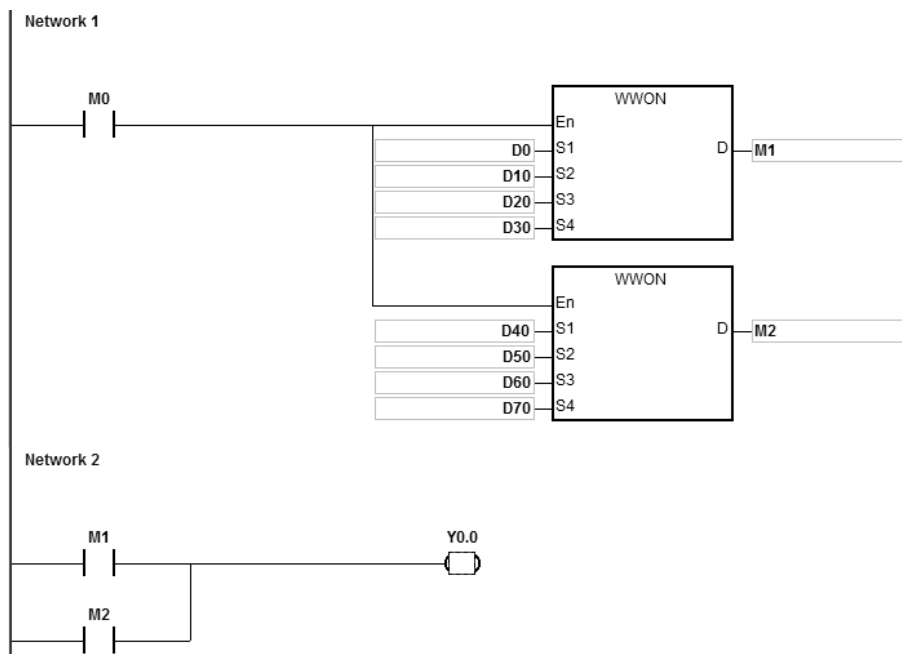 Network 1
M0
WWON
En
D0 S1 D M1
D10 S2
D20 S3
D30 S4
WWON
En
D40 S1 D M2
D50 S2
D60 S3
D70 S4
Network 2
M1 Y0.0
M2